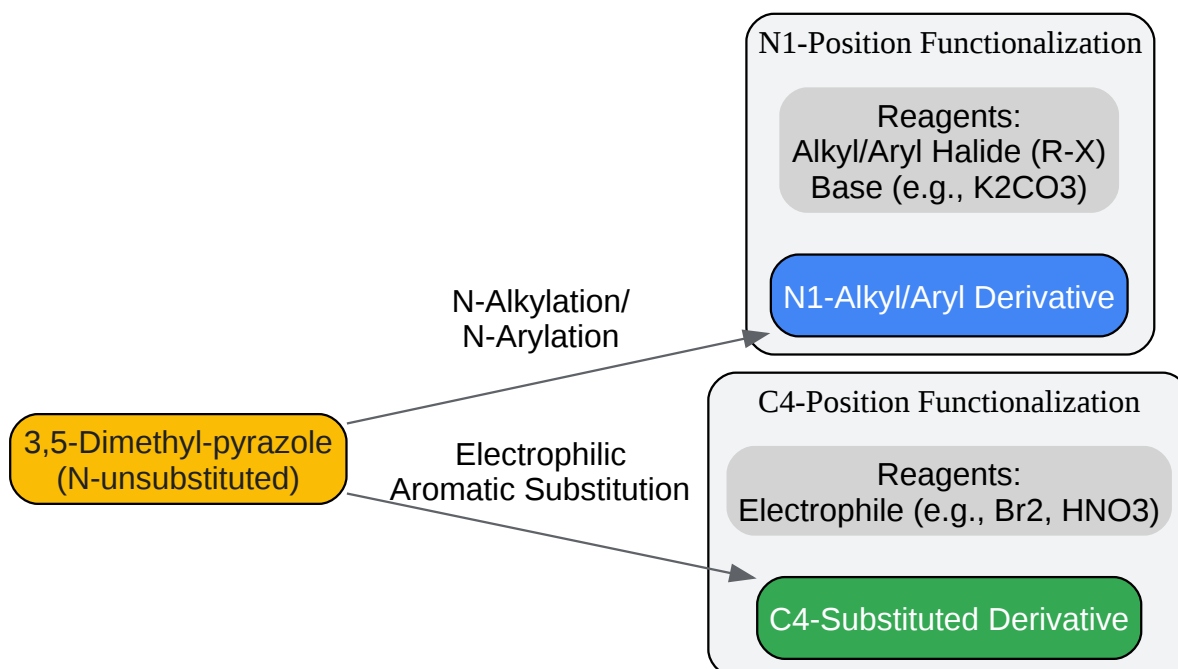 N1-Position Functionalization
Reagents:
Alkyl/Aryl Halide (R-X)
Base (e.g., K2CO3)
N1-Alkyl/Aryl Derivative
N-Alkylation/
N-Arylation
3,5-Dimethyl-pyrazole
(N-unsubstituted)
Electrophilic
Aromatic Substitution
C4-Position Functionalization
Reagents:
Electrophile (e.g., Br2, HNO3)
C4-Substituted Derivative